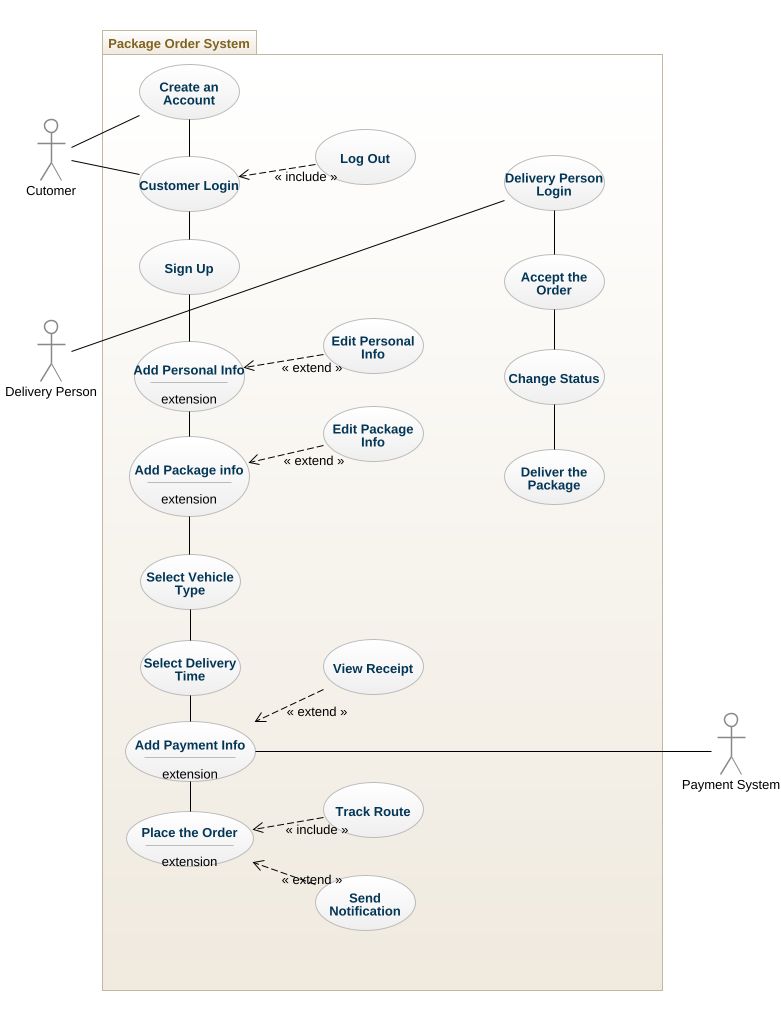 Package Order System
Create an
Account
Cutomer
Customer Login
« include »
Log Out
Delivery Person
Login
Sign Up
Accept the
Order
Delivery Person
Add Personal Info
extension
« extend »
Edit Personal
Info
Change Status
Add Package info
extension
« extend »
Edit Package
Info
Deliver the
Package
Select Vehicle
Type
Select Delivery
Time
View Receipt
« extend »
Add Payment Info
extension
Payment System
Place the Order
extension
« include »
Track Route
« extend »
Send
Notification